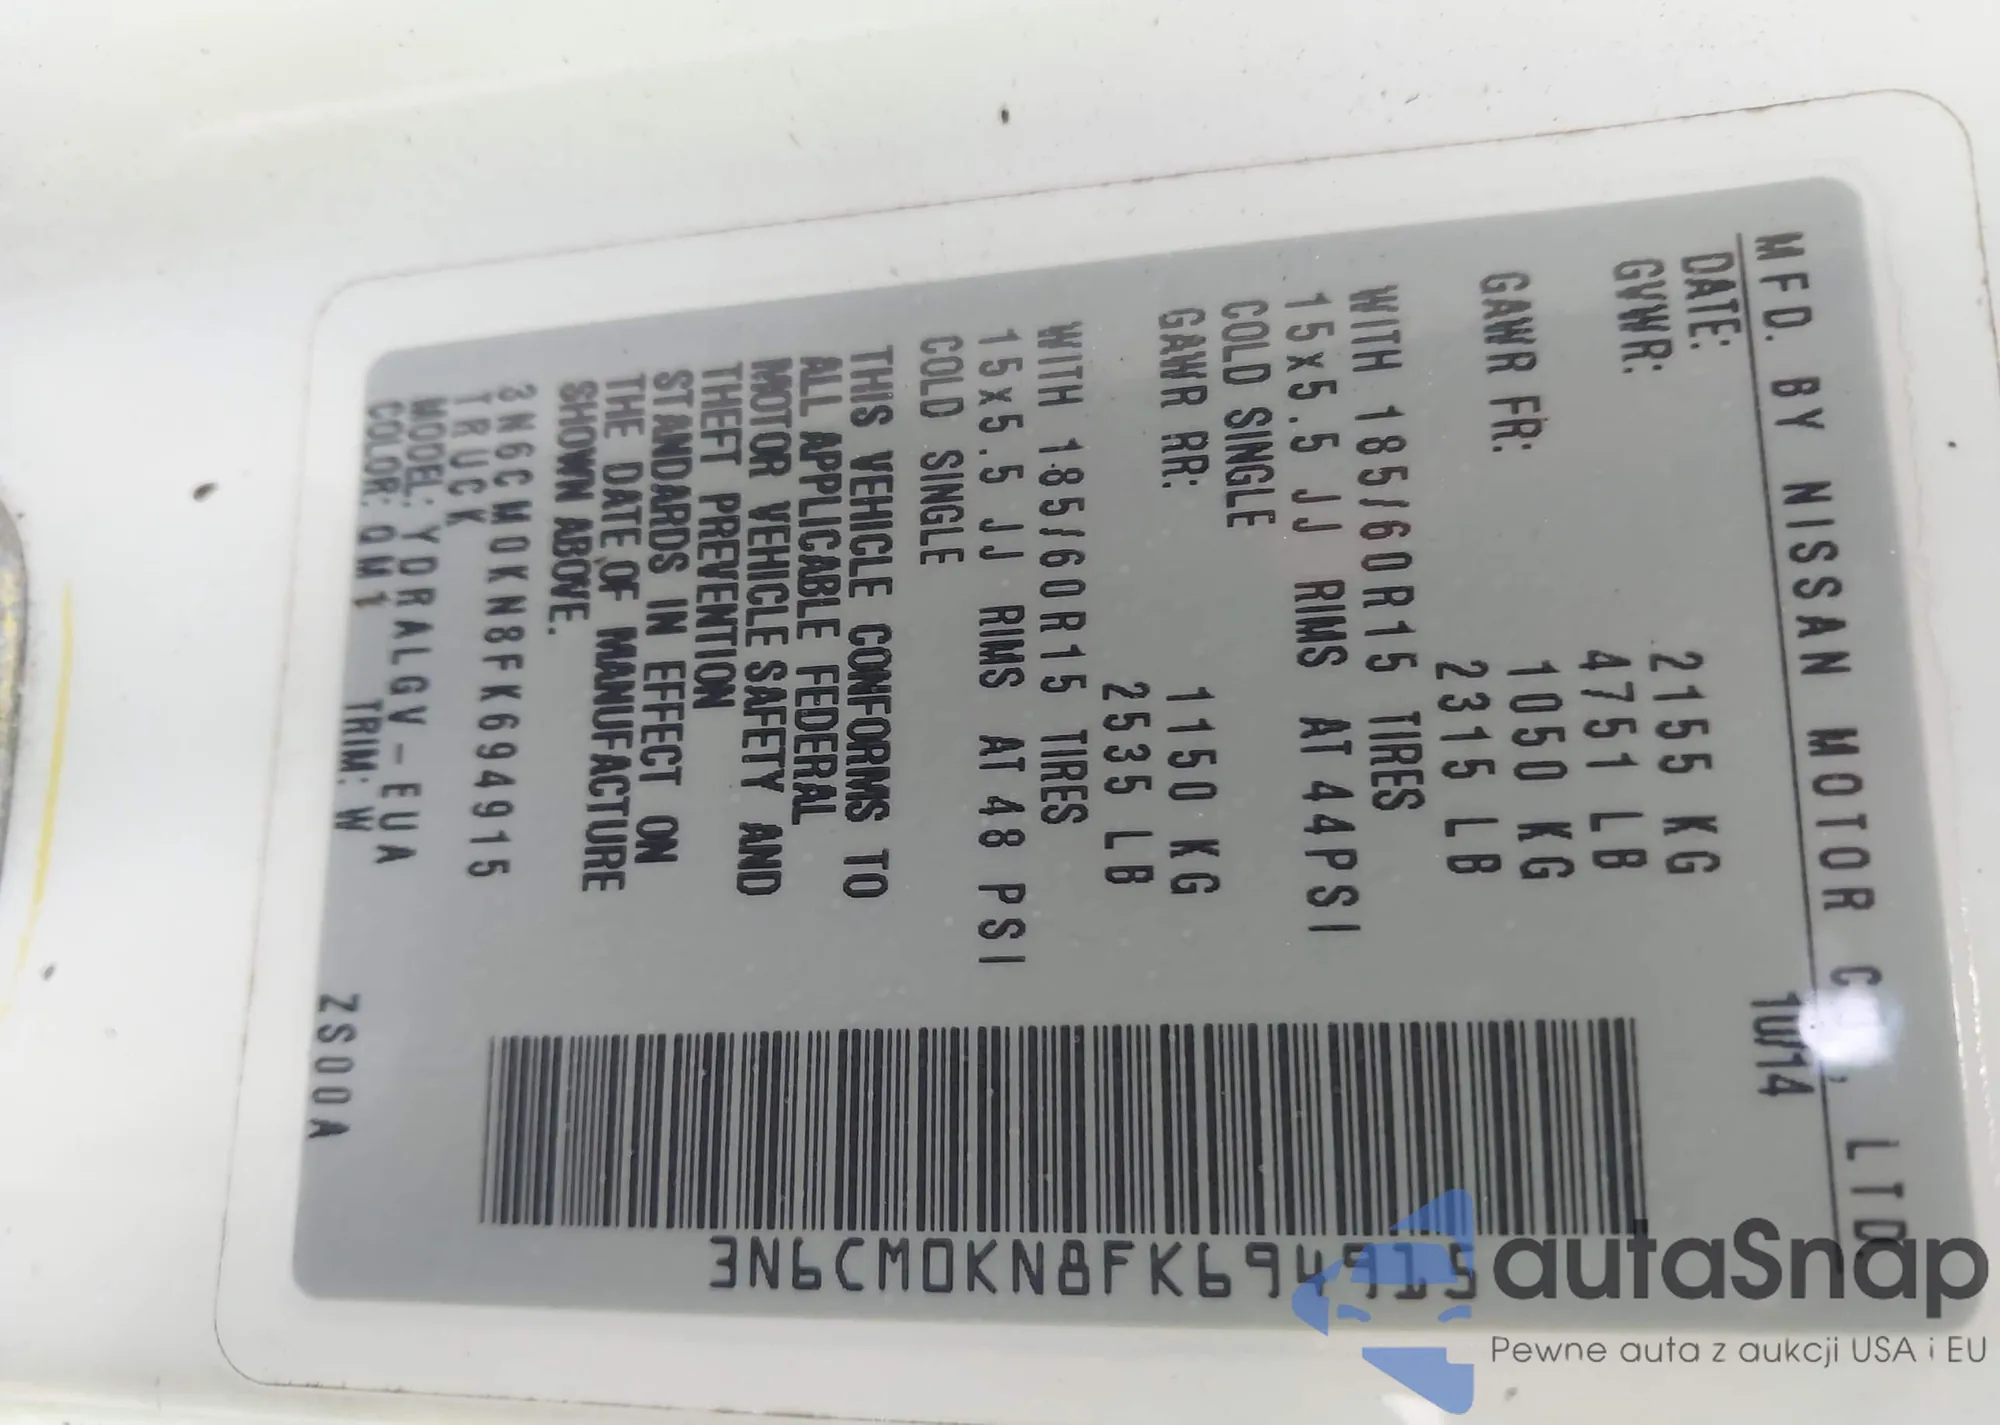 MFD. BY NISSAN MOTOR C , LTD
DATE: 10/14
GVWR: 2155 KG
4751 LB
GAWR FR: 1050 KG
2315 LB
WITH 185/60R15 TIRES
15x5.5 JJ RIMS AT 44PSI
COLD SINGLE
GAWR RR: 1150 KG
2535 LB
WITH 185/60R15 TIRES
15x5.5 JJ RIMS AT 48 PSI
COLD SINGLE
THIS VEHICLE CONFORMS TO
ALL APPLICABLE FEDERAL
MOTOR VEHICLE SAFETY AND
THEFT PREVENTION
STANDARDS IN EFFECT ON
THE DATE OF MANUFACTURE
SHOWN ABOVE.
3N6CM0KN8FK694915
TRUCK
MODEL: YDRALGV-EUA
COLOR: QM1 TRIM: W ZS00A
3N6CM0KN8FK694915
autaSnap
Pewne auta z aukcji USA i EU